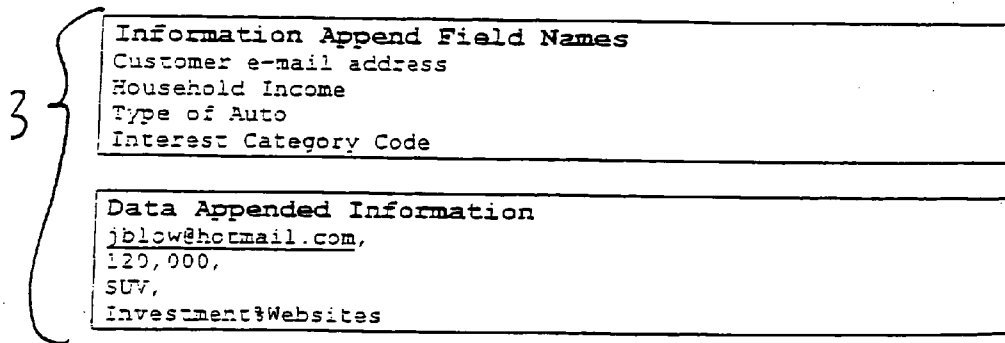 3
Information Append Field Names
Customer e-mail address
Household Income
Type of Auto
Interest Category Code
Data Appended Information
jblow@hotmail.com,
120,000,
SUV,
Investment%Websites